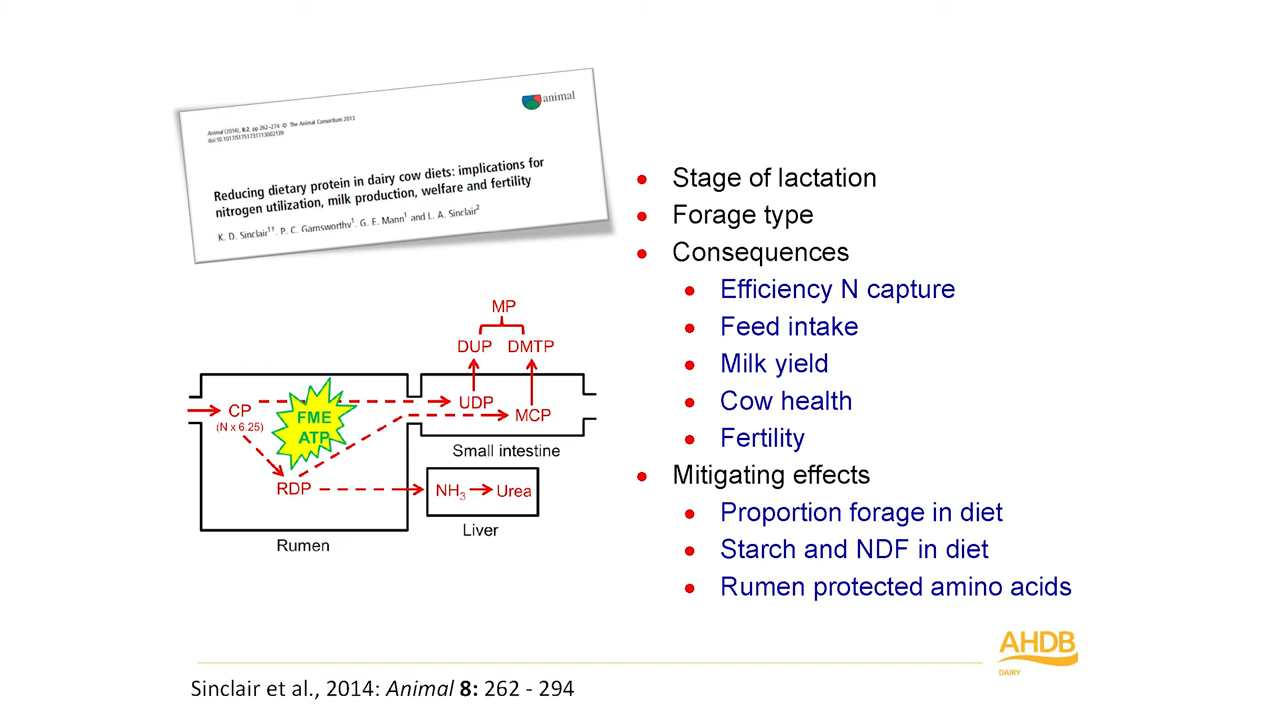 animal
Animal (2014), 8:2, pp 262–274 © The Animal Consortium 2013
doi:10.1017/S1751731113002139
Reducing dietary protein in dairy cow diets: implications for
nitrogen utilization, milk production, welfare and fertility
K. D. Sinclair1†, P. C. Garnsworthy1, G. E. Mann1 and L. A. Sinclair2
• Stage of lactation
• Forage type
• Consequences
• Efficiency N capture
• Feed intake
• Milk yield
• Cow health
• Fertility
• Mitigating effects
• Proportion forage in diet
• Starch and NDF in diet
• Rumen protected amino acids
MP
DUP DMTP
CP
(N x 6.25)
FME
ATP
UDP
MCP
Small intestine
RDP
NH3 Urea
Liver
Rumen
AHDB
DAIRY
Sinclair et al., 2014: Animal 8: 262 - 294